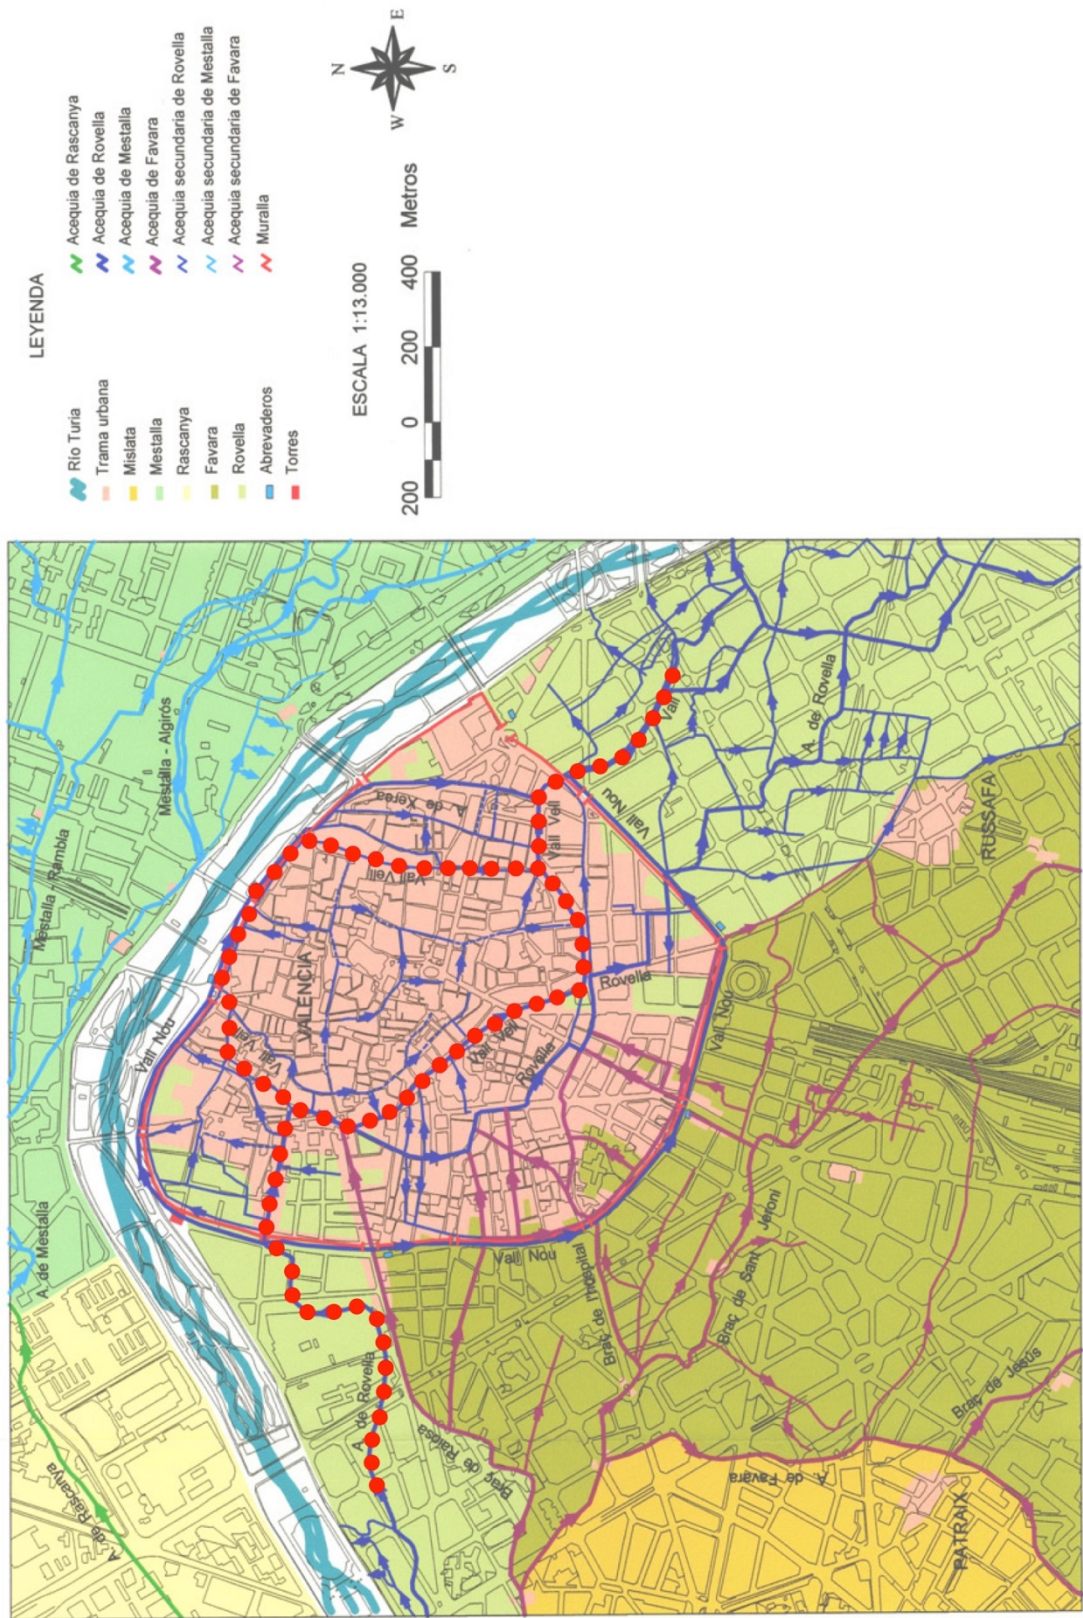 LEYENDA
Río Turia
Trama urbana
Mislata
Mestalla
Rascanya
Favara
Rovella
Abrevaderos
Torres
Acequia de Rascanya
Acequia de Rovella
Acequia de Mestalla
Acequia de Favara
Acequia secundaria de Rovella
Acequia secundaria de Mestalla
Acequia secundaria de Favara
Muralla
ESCALA 1:13.000
200 0 200 400 Metros
N
E
S
W
A. de Rascanya
A. de Mestalla
Mestalla - Rambla
Mestalla - Algirós
Vall Nou
Vall Vell
VALENCIA
Vall Vell
A. de Xerea
Vall Vell
Vall Nou
Vall
A. de Rovella
Vall Vell
Rovella
Rovella
A. de Rovella
Vall Nou
Vall Nou
RUSSAFA
Braç de Raiosa
Braç de l'Hospital
Braç de Sant Jeroni
A. de Favara
Braç de Jesús
PATRAIX